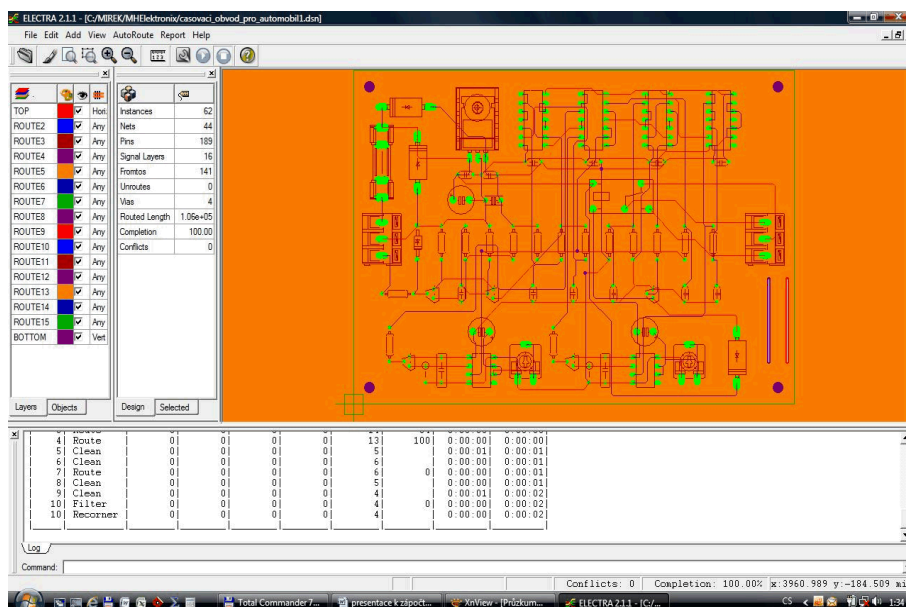 ELECTRA 2.1.1 - [C:/MIREK/MHElektronix/casovaci_obvod_pro_automobil1.dsn]
File Edit Add View AutoRoute Report Help
TOP Hori:
ROUTE2 Any
ROUTE3 Any
ROUTE4 Any
ROUTE5 Any
ROUTE6 Any
ROUTE7 Any
ROUTE8 Any
ROUTE9 Any
ROUTE10 Any
ROUTE11 Any
ROUTE12 Any
ROUTE13 Any
ROUTE14 Any
ROUTE15 Any
BOTTOM Vert
Layers Objects
Instances 62
Nets 44
Pins 189
Signal Layers 16
Fromtos 141
Unroutes 0
Vias 4
Routed Length 1.06e+05
Completion 100.00
Conflicts 0
Design Selected
| 4| Route | 0| 0| 0| 13| 100| 0:00:00| 0:00:00|
| 5| Clean | 0| 0| 0| 5| | 0:00:01| 0:00:01|
| 6| Clean | 0| 0| 0| 6| | 0:00:00| 0:00:01|
| 7| Route | 0| 0| 0| 6| 0| 0:00:00| 0:00:01|
| 8| Clean | 0| 0| 0| 5| | 0:00:00| 0:00:01|
| 9| Clean | 0| 0| 0| 4| | 0:00:01| 0:00:02|
| 10| Filter | 0| 0| 0| 4| 0| 0:00:00| 0:00:02|
| 10| Recorner | 0| 0| 0| 4| | 0:00:00| 0:00:02|
Log
Command:
Conflicts: 0 Completion: 100.00% x:3960.989 y:-184.509 mi
Total Commander 7... presentace k zápočt... XnView - [Průzkum... ELECTRA 2.1.1 - [C:/... CS 1:34